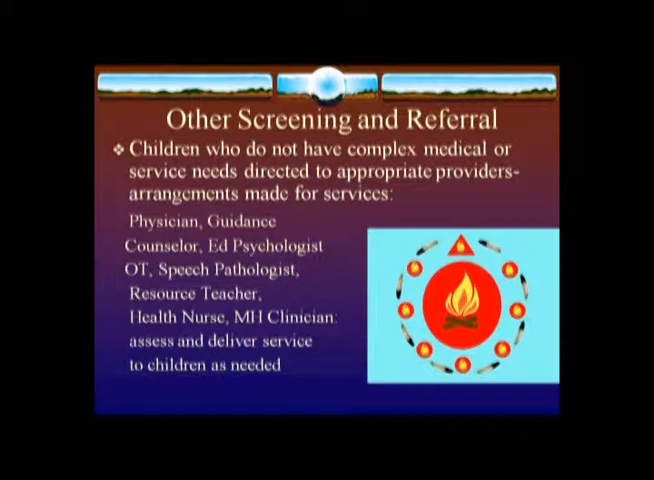 Other Screening and Referral
❖ Children who do not have complex medical or
service needs directed to appropriate providers-
arrangements made for services:
Physician, Guidance
Counselor, Ed Psychologist
OT, Speech Pathologist,
Resource Teacher,
Health Nurse, MH Clinician:
assess and deliver service
to children as needed